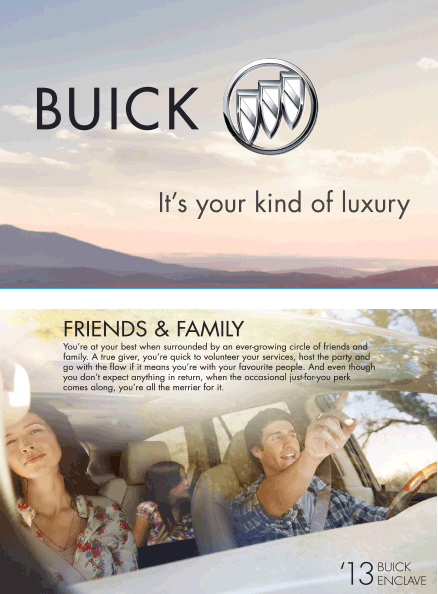 BUICK
It's your kind of luxury
FRIENDS & FAMILY
You're at your best when surrounded by an ever-growing circle of friends and
family. A true giver, you're quick to volunteer your services, host the party and
go with the flow if it means you're with your favourite people. And even though
you don't expect anything in return, when the occasional just-for-you perk
comes along, you're all the merrier for it.
'13 BUICK
ENCLAVE